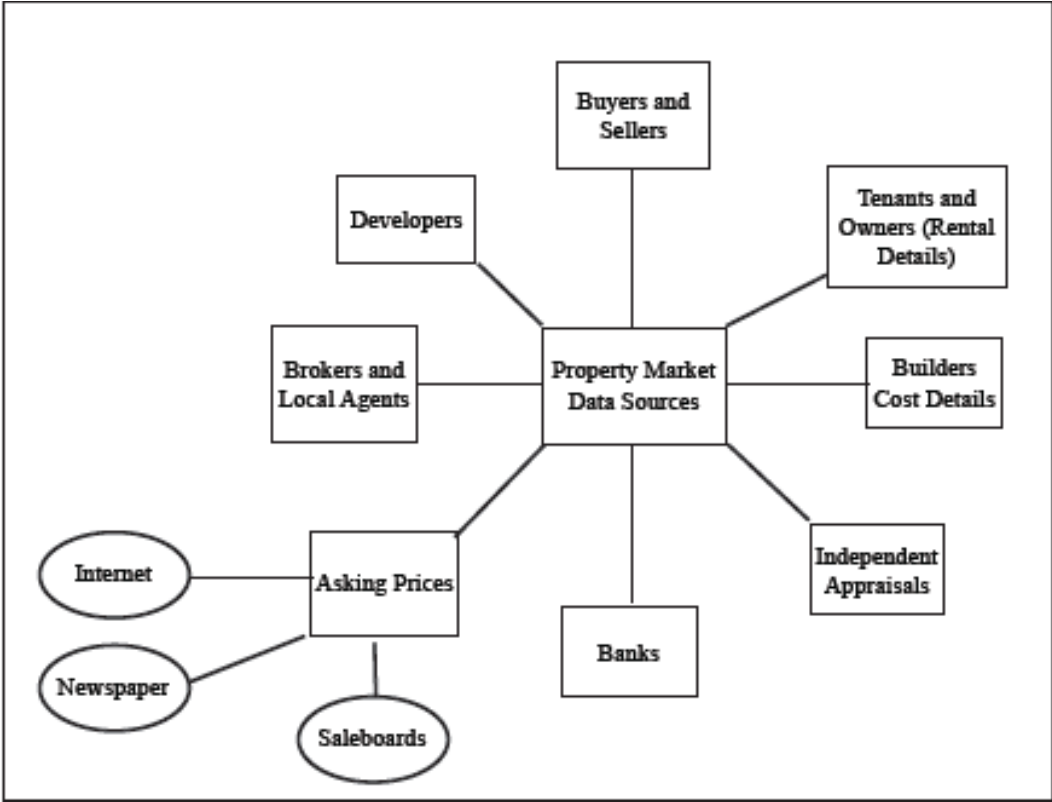 Buyers and
Sellers
Tenants and
Owners (Rental
Details)
Developers
Brokers and
Local Agents
Property Market
Data Sources
Builders
Cost Details
Internet
Asking Prices
Independent
Appraisals
Newspaper
Banks
Saleboards